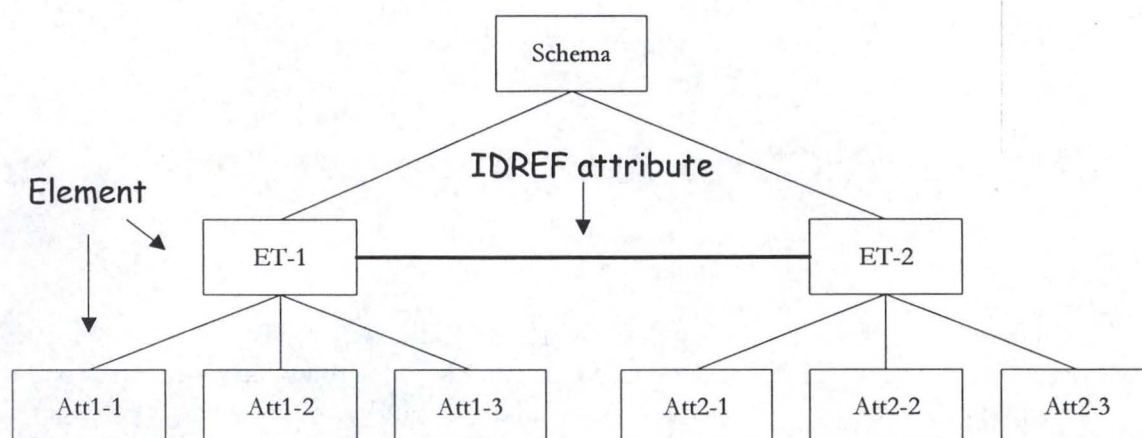 Schema
IDREF attribute
Element
ET-1
ET-2
Att1-1
Att1-2
Att1-3
Att2-1
Att2-2
Att2-3